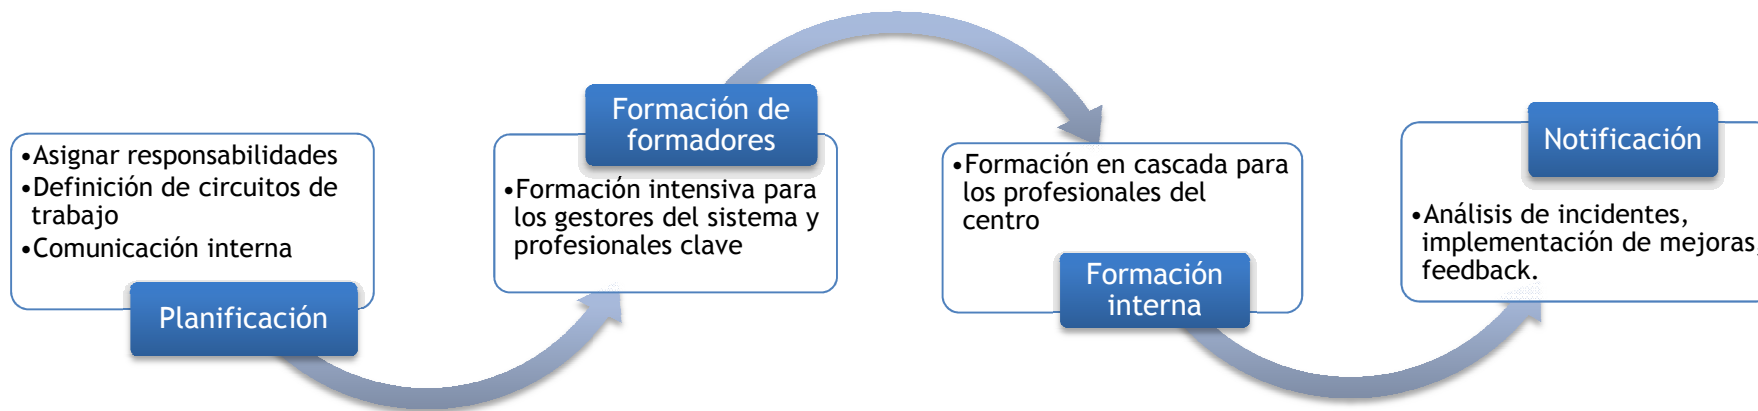 •Asignar responsabilidades
•Definición de circuitos de
trabajo
•Comunicación interna
Planificación
Formación de
formadores
•Formación intensiva para
los gestores del sistema y
profesionales clave
•Formación en cascada para
los profesionales del
centro
Formación
interna
Notificación
•Análisis de incidentes,
implementación de mejoras,
feedback.